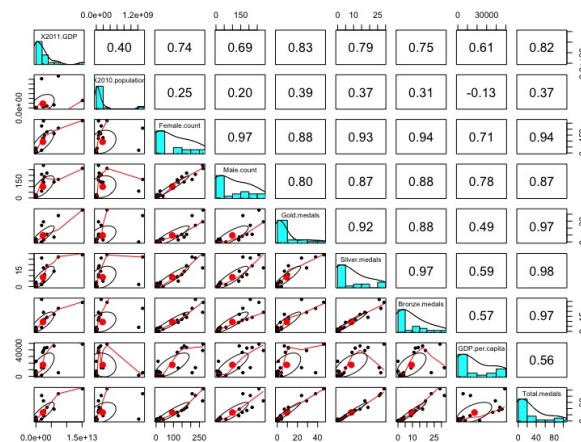 0.0e+00 1.2e+09 0 150 0 15 0 10 25 0 30000
X2011.GDP 0.40 0.74 0.69 0.83 0.79 0.75 0.61 0.82
X2010.population 0.25 0.20 0.39 0.37 0.31 -0.13 0.37
0.0e+00
Female.count 0.97 0.88 0.93 0.94 0.71 0.94
Male.count 0.80 0.87 0.88 0.78 0.87
0 150
Gold.medals 0.92 0.88 0.49 0.97
Silver.medals 0.97 0.59 0.98
0 15
Bronze.medals 0.57 0.97
GDP.per.capita 0.56
0 40000
Total.medals
0.0e+00 1.5e+13 0 100 250 0 20 40 0 10 20 0 40 80